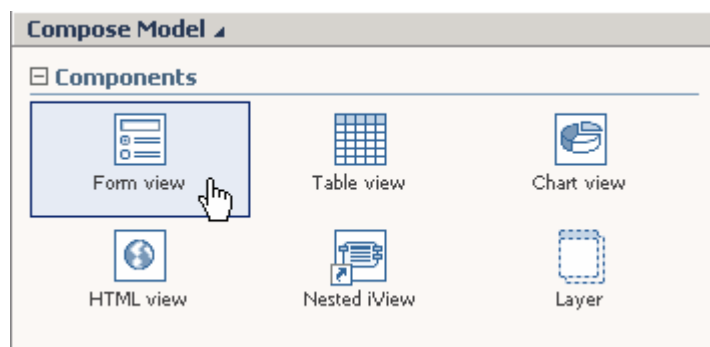 Compose Model
Components
Form view
Table view
Chart view
HTML view
Nested iView
Layer